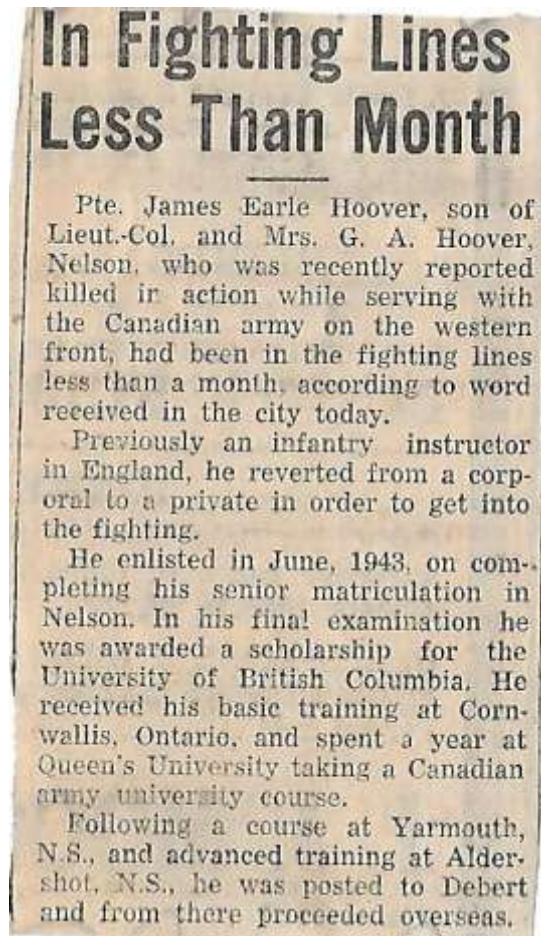 In Fighting Lines
Less Than Month
Pte. James Earle Hoover, son of
Lieut.-Col. and Mrs. G. A. Hoover,
Nelson, who was recently reported
killed in action while serving with
the Canadian army on the western
front, had been in the fighting lines
less than a month, according to word
received in the city today.
Previously an infantry instructor
in England, he reverted from a corp-
oral to a private in order to get into
the fighting.
He enlisted in June, 1943, on com-
pleting his senior matriculation in
Nelson. In his final examination he
was awarded a scholarship for the
University of British Columbia. He
received his basic training at Corn-
wallis, Ontario, and spent a year at
Queen's University taking a Canadian
army university course.
Following a course at Yarmouth,
N.S., and advanced training at Alder-
shot, N.S., he was posted to Debert
and from there proceeded overseas.